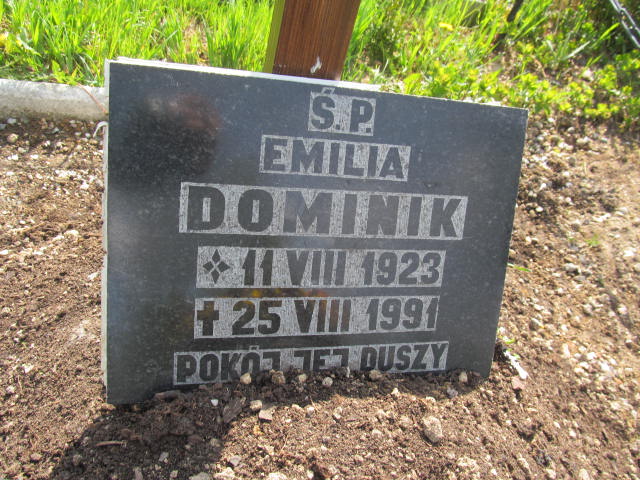 Ś.P.
EMILIA
DOMINIK
11 VIII 1923
✝ 25 VIII 1991
POKÓJ JEJ DUSZY